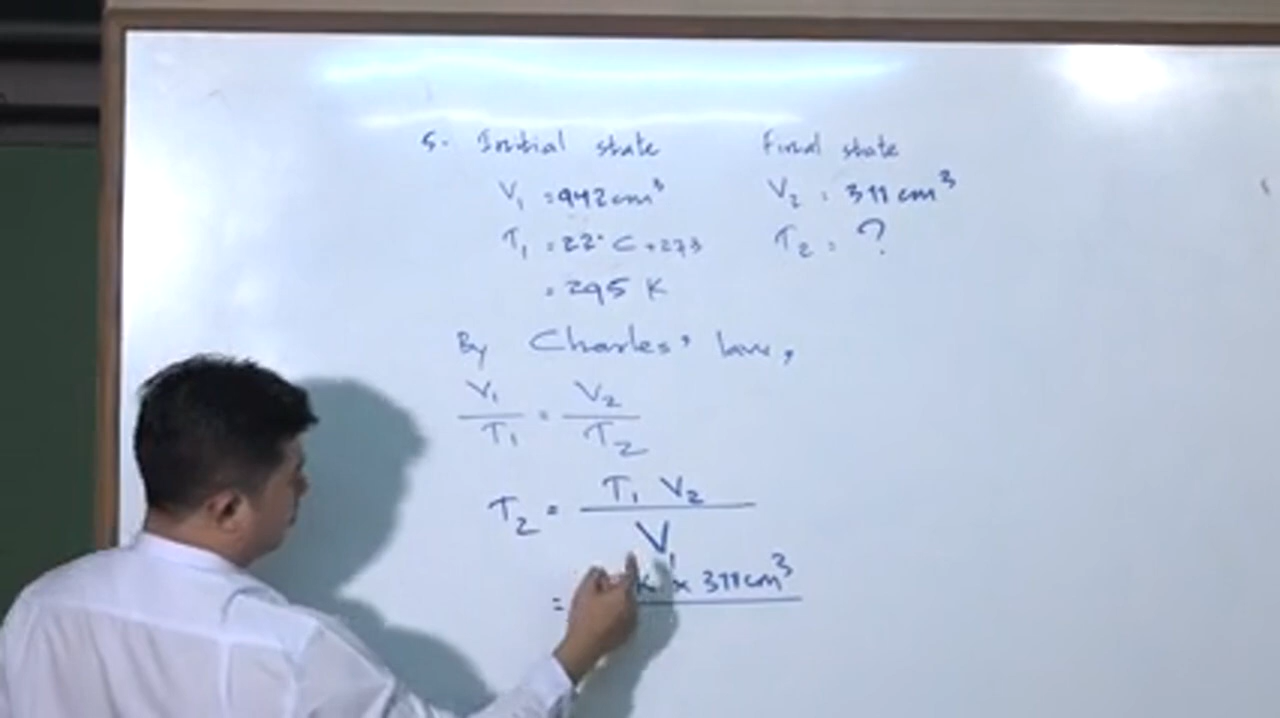 5. Initial state Final state
V₁ = 942 cm³ V₂ = 311 cm³
T₁ = 22° C + 273 T₂ = ?
= 295 K
By Charles' law,
V₁/T₁ = V₂/T₂
T₂ = T₁ V₂/V₁
= K × 311 cm³